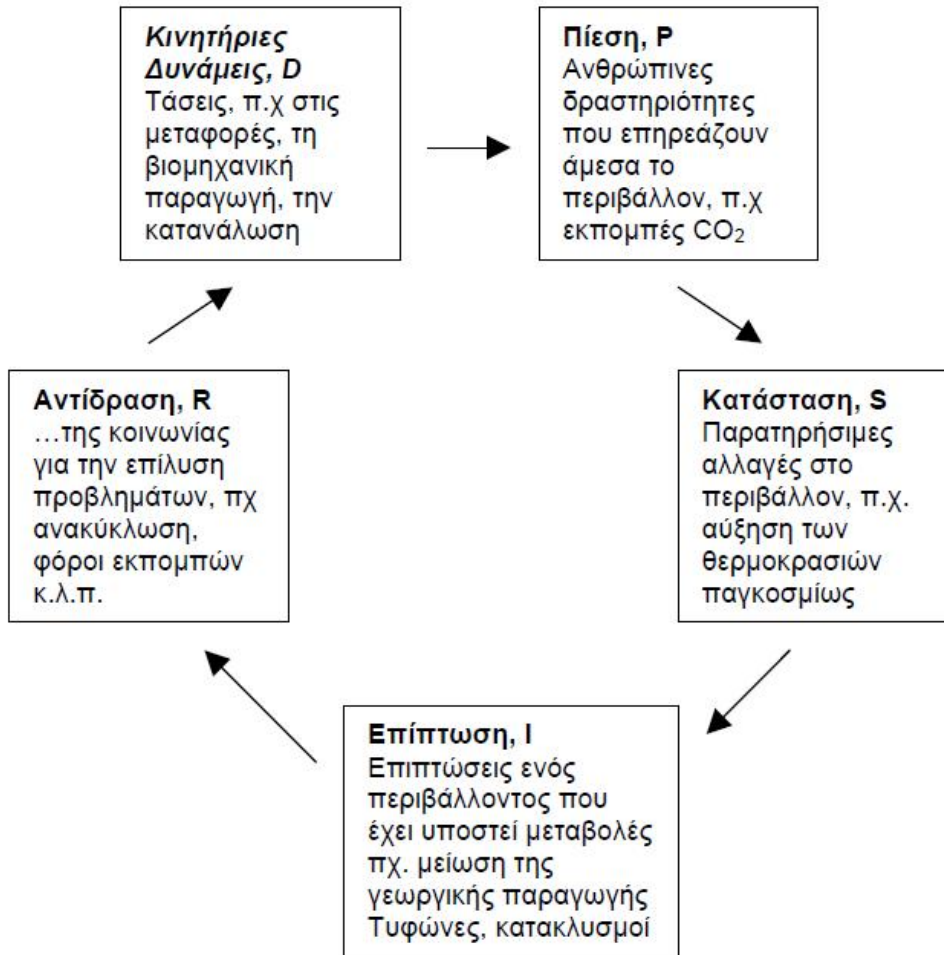 Κινητήριες
Δυνάμεις, D
Τάσεις, π.χ στις
μεταφορές, τη
βιομηχανική
παραγωγή, την
κατανάλωση
Πίεση, P
Ανθρώπινες
δραστηριότητες
που επηρεάζουν
άμεσα το
περιβάλλον, π.χ
εκπομπές CO₂
Κατάσταση, S
Παρατηρήσιμες
αλλαγές στο
περιβάλλον, π.χ.
αύξηση των
θερμοκρασιών
παγκοσμίως
Επίπτωση, I
Επιπτώσεις ενός
περιβάλλοντος που
έχει υποστεί μεταβολές
πχ. μείωση της
γεωργικής παραγωγής
Τυφώνες, κατακλυσμοί
Αντίδραση, R
…της κοινωνίας
για την επίλυση
προβλημάτων, πχ
ανακύκλωση,
φόροι εκπομπών
κ.λ.π.